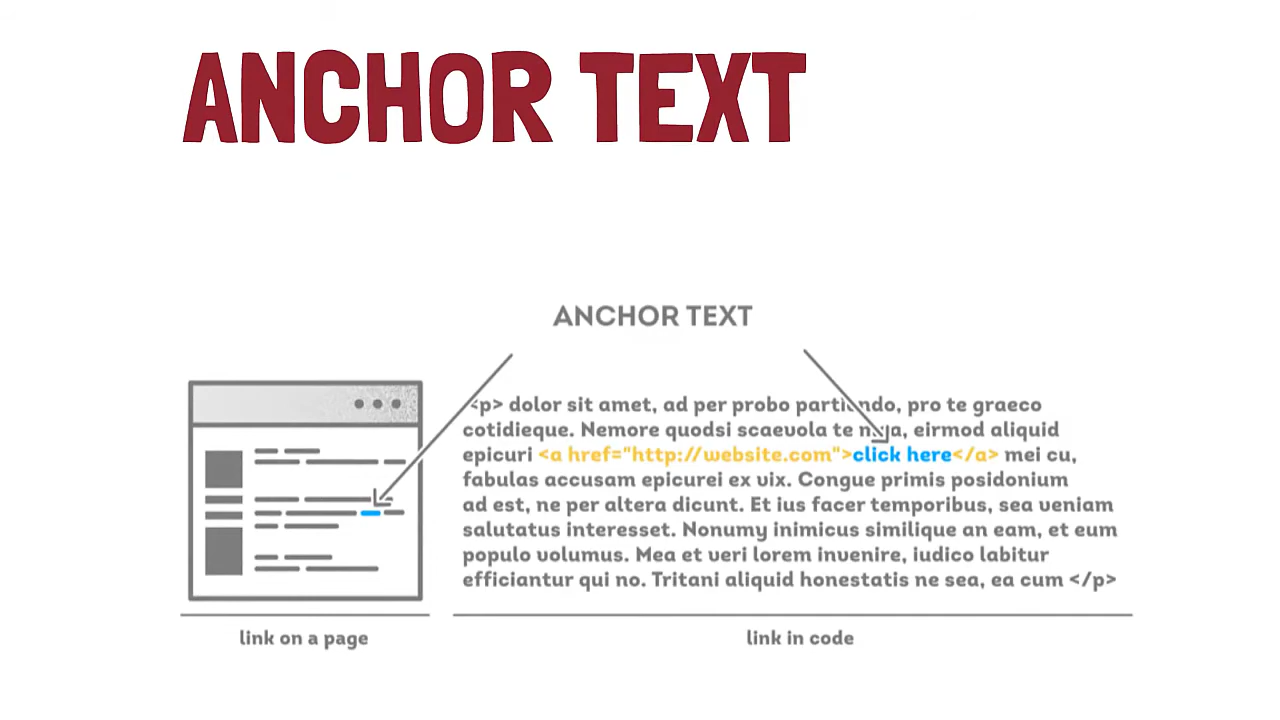 ANCHOR TEXT
ANCHOR TEXT
<p> dolor sit amet, ad per probo partiendo, pro te graeco
cotidieque. Nemore quodsi scaevola te nga, eirmod aliquid
epicuri <a href="http://website.com">click here</a> mei cu,
fabulas accusam epicurei ex vix. Congue primis posidonium
ad est, ne per altera dicunt. Et ius facer temporibus, sea veniam
salutatus interesset. Nonumy inimicus similique an eam, et eum
populo volumus. Mea et veri lorem invenire, iudico labitur
efficiantur qui no. Tritani aliquid honestatis ne sea, ea cum </p>
link on a page
link in code